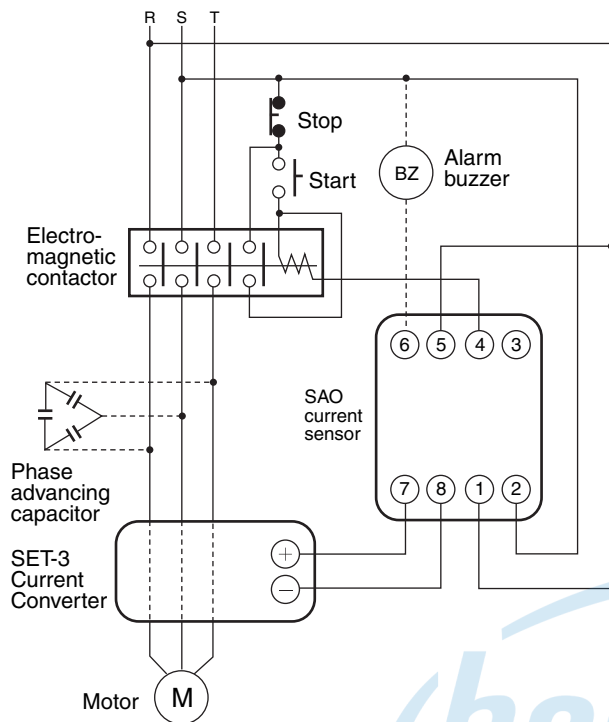 R S T
Stop
Start
BZ
Alarm
buzzer
Electro-
magnetic
contactor
6 5 4 3
SAO
current
sensor
7 8 1 2
Phase
advancing
capacitor
SET-3
Current
Converter
+
−
Motor
M